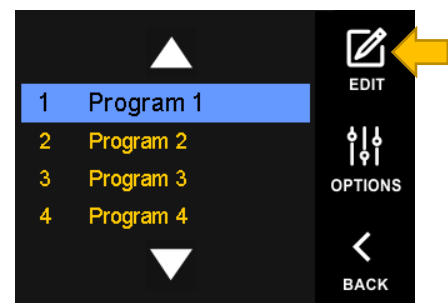 EDIT
1 Program 1
2 Program 2
3 Program 3
OPTIONS
4 Program 4
BACK